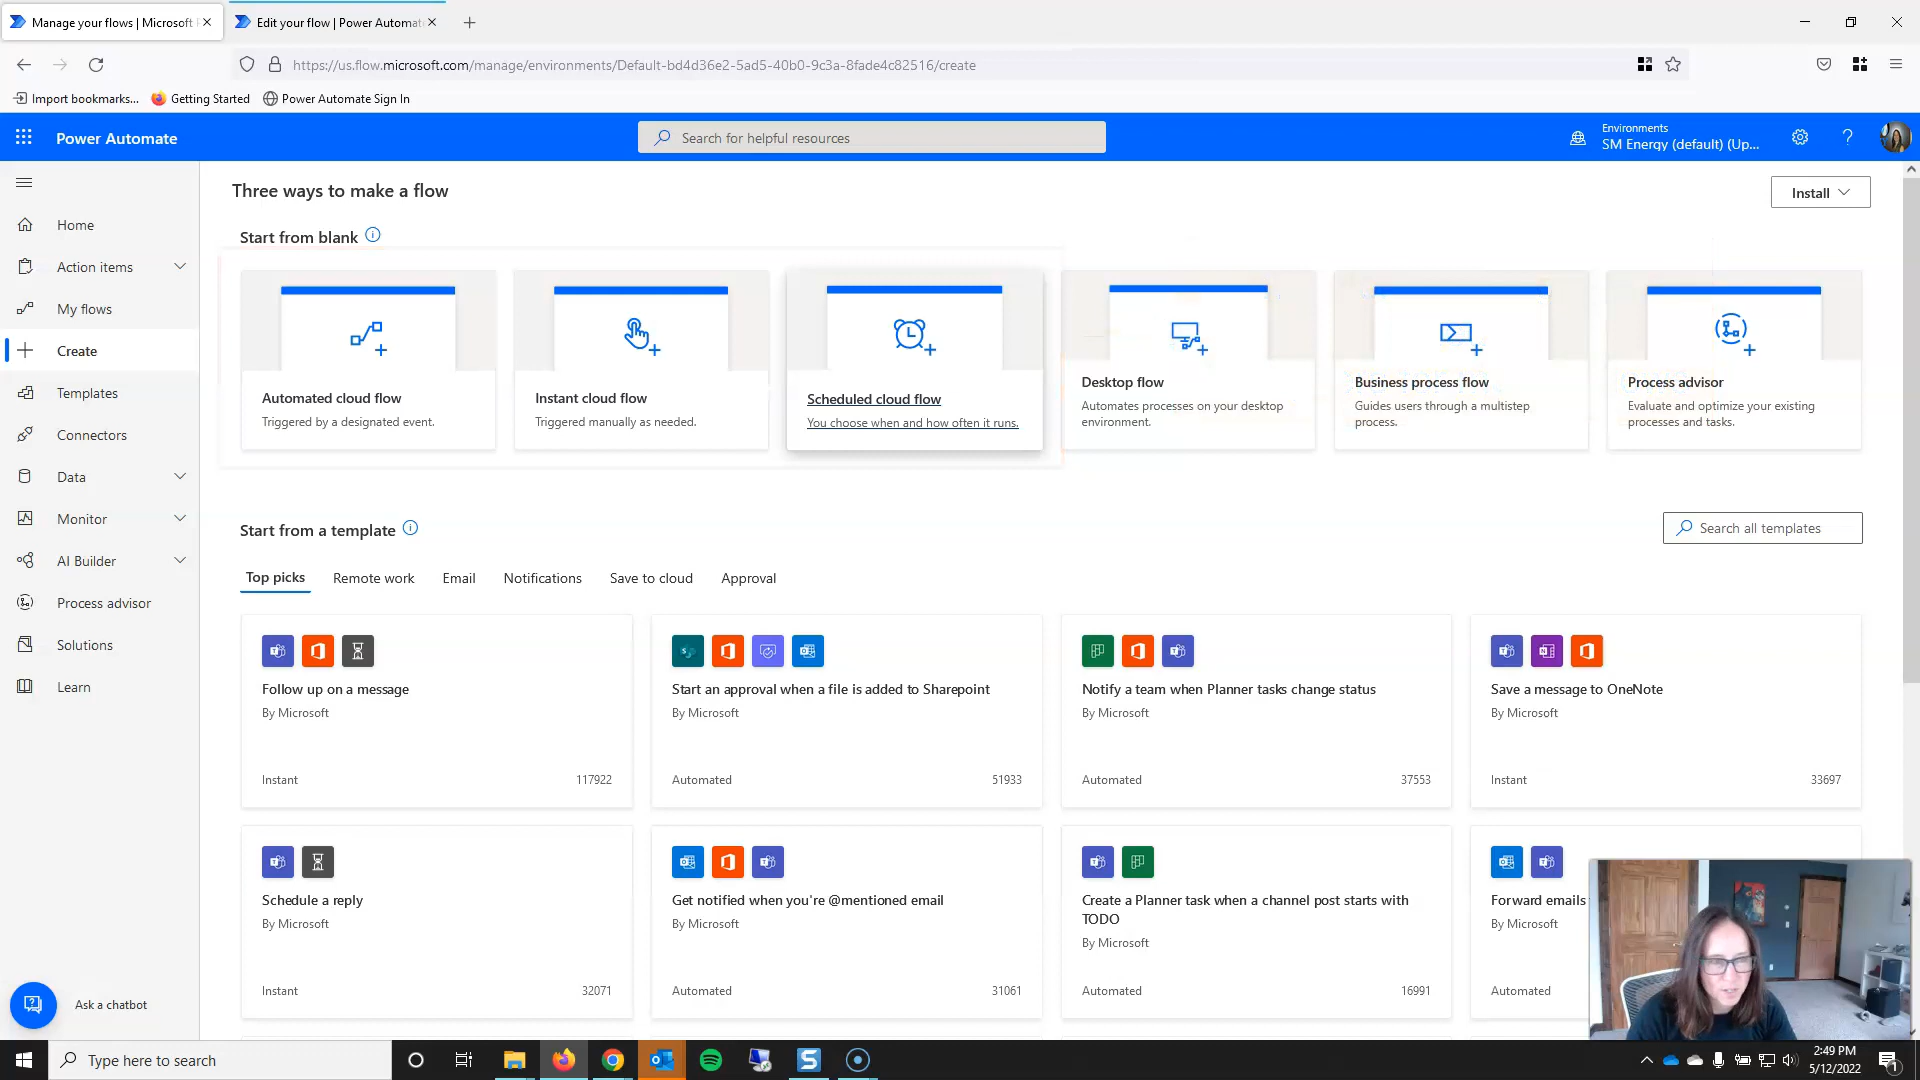 Manage your flows | Microsoft
Edit your flow | Power Automat
https://us.flow.microsoft.com/manage/environments/Default-bd4d36e2-5ad5-40b0-9c3a-8fade4c82516/create
Import bookmarks...
Getting Started
Power Automate Sign In
Power Automate
Search for helpful resources
Environments
SM Energy (default) (Up...
Home
Action items
My flows
Create
Templates
Connectors
Data
Monitor
AI Builder
Process advisor
Solutions
Learn
Ask a chatbot
Three ways to make a flow
Install
Start from blank
Automated cloud flow
Triggered by a designated event.
Instant cloud flow
Triggered manually as needed.
Scheduled cloud flow
You choose when and how often it runs.
Desktop flow
Automates processes on your desktop
environment.
Business process flow
Guides users through a multistep
process.
Process advisor
Evaluate and optimize your existing
processes and tasks.
Start from a template
Search all templates
Top picks
Remote work
Email
Notifications
Save to cloud
Approval
Follow up on a message
By Microsoft
Instant
117922
Start an approval when a file is added to Sharepoint
By Microsoft
Automated
51933
Notify a team when Planner tasks change status
By Microsoft
Automated
37553
Save a message to OneNote
By Microsoft
Instant
33697
Schedule a reply
By Microsoft
Instant
32071
Get notified when you're @mentioned email
By Microsoft
Automated
31061
Create a Planner task when a channel post starts with
TODO
By Microsoft
Automated
16991
Forward emails
By Microsoft
Automated
Type here to search
2:49 PM
5/12/2022
1